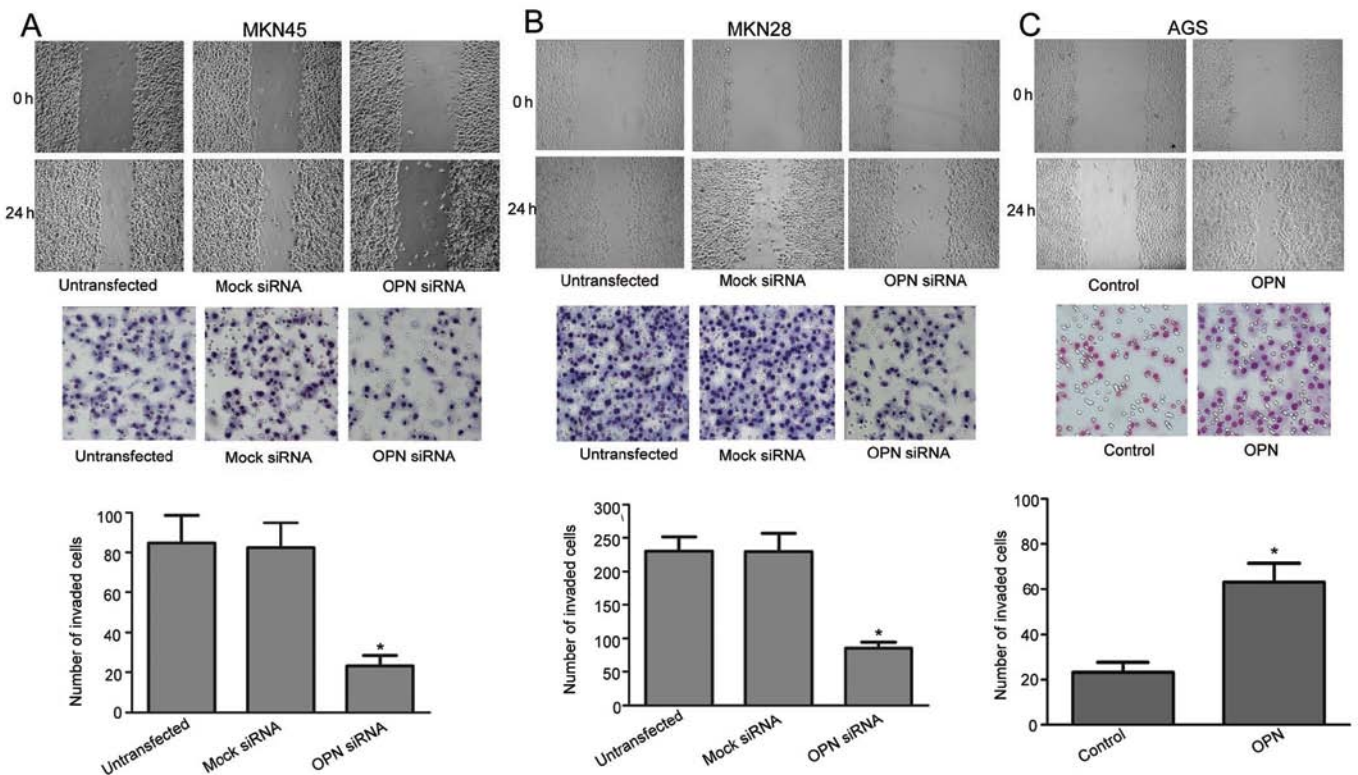 A
MKN45
0 h
24 h
Untransfected
Mock siRNA
OPN siRNA
Untransfected
Mock siRNA
OPN siRNA
Number of invaded cells
100
80
60
40
20
0
Untransfected
Mock siRNA
OPN siRNA
*
B
MKN28
0 h
24 h
Untransfected
Mock siRNA
OPN siRNA
Untransfected
Mock siRNA
OPN siRNA
Number of invaded cells
300
250
200
150
100
50
0
Untransfected
Mock siRNA
OPN siRNA
*
C
AGS
0 h
24 h
Control
OPN
Control
OPN
Number of invaded cells
100
80
60
40
20
0
Control
OPN
*